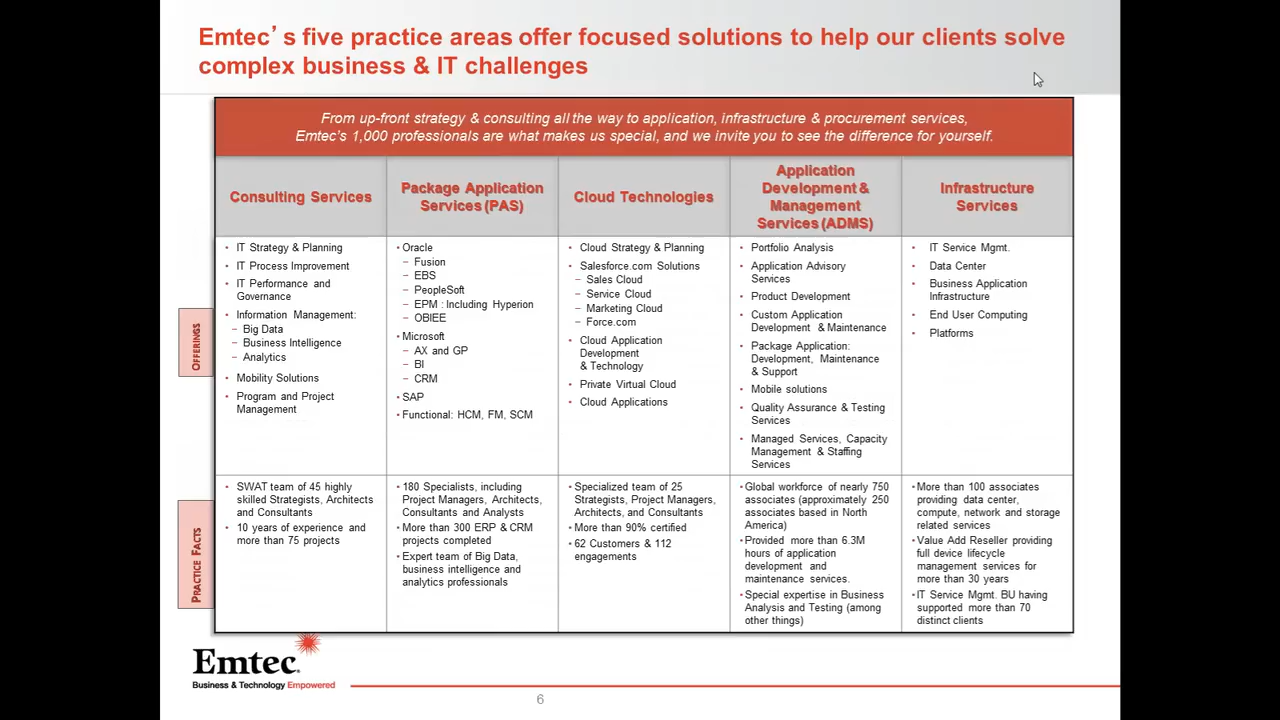 Emtec's five practice areas offer focused solutions to help our clients solve
complex business & IT challenges
From up-front strategy & consulting all the way to application, infrastructure & procurement services,
Emtec's 1,000 professionals are what makes us special, and we invite you to see the difference for yourself.
Consulting Services
Package Application
Services (PAS)
Cloud Technologies
Application
Development &
Management
Services (ADMS)
Infrastructure
Services
OFFERINGS
• IT Strategy & Planning
• IT Process Improvement
• IT Performance and
Governance
• Information Management:
– Big Data
– Business Intelligence
– Analytics
• Mobility Solutions
• Program and Project
Management
• Oracle
– Fusion
– EBS
– PeopleSoft
– EPM : Including Hyperion
– OBIEE
• Microsoft
– AX and GP
– BI
– CRM
• SAP
• Functional: HCM, FM, SCM
• Cloud Strategy & Planning
• Salesforce.com Solutions
– Sales Cloud
– Service Cloud
– Marketing Cloud
– Force.com
• Cloud Application
Development
& Technology
• Private Virtual Cloud
• Cloud Applications
• Portfolio Analysis
• Application Advisory
Services
• Product Development
• Custom Application
Development & Maintenance
• Package Application:
Development, Maintenance
& Support
• Mobile solutions
• Quality Assurance & Testing
Services
• Managed Services, Capacity
Management & Staffing
Services
• IT Service Mgmt.
• Data Center
• Business Application
Infrastructure
• End User Computing
• Platforms
PRACTICE FACTS
• SWAT team of 45 highly
skilled Strategists, Architects
and Consultants
• 10 years of experience and
more than 75 projects
• 180 Specialists, including
Project Managers, Architects,
Consultants and Analysts
• More than 300 ERP & CRM
projects completed
• Expert team of Big Data,
business intelligence and
analytics professionals
• Specialized team of 25
Strategists, Project Managers,
Architects, and Consultants
• More than 90% certified
• 62 Customers & 112
engagements
• Global workforce of nearly 750
associates (approximately 250
associates based in North
America)
• Provided more than 6.3M
hours of application
development and
maintenance services.
• Special expertise in Business
Analysis and Testing (among
other things)
• More than 100 associates
providing data center,
compute, network and storage
related services
• Value Add Reseller providing
full device lifecycle
management services for
more than 30 years
• IT Service Mgmt. BU having
supported more than 70
distinct clients
Emtec
Business & Technology Empowered
6